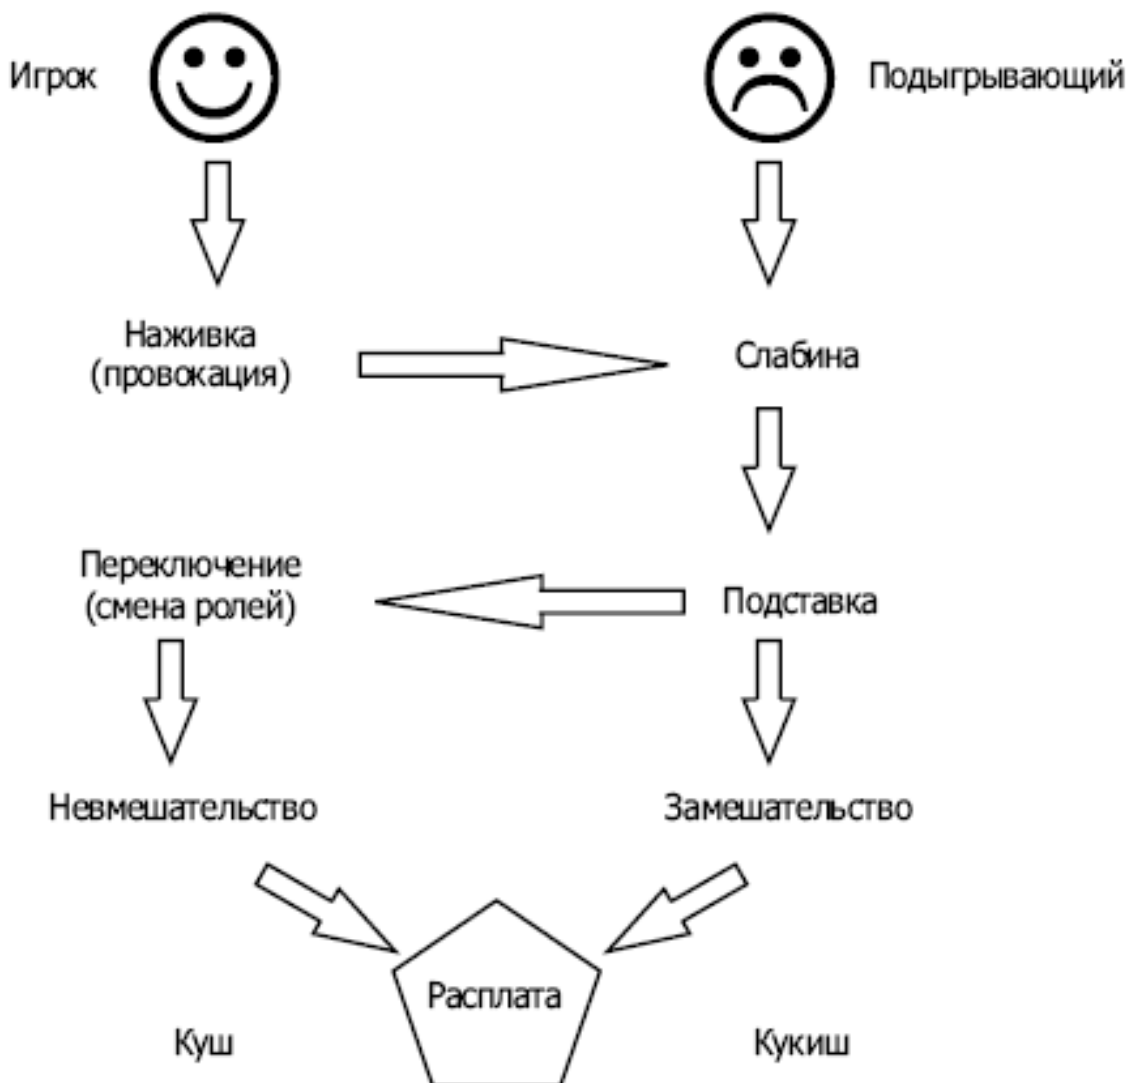 Игрок
Подыгрывающий
Наживка
(провокация)
Слабина
Переключение
(смена ролей)
Подставка
Невмешательство
Замешательство
Расплата
Куш
Кукиш